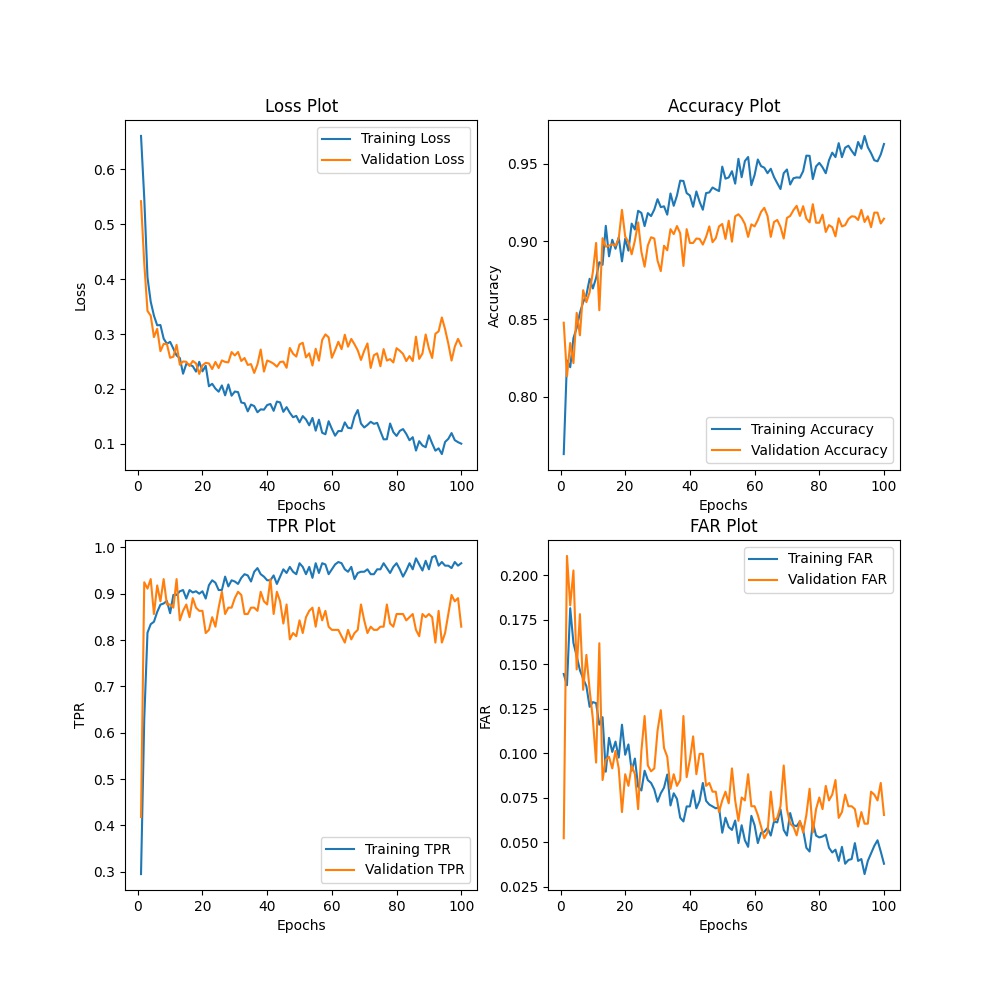 Loss Plot
Training Loss
Validation Loss
Loss
0.6
0.5
0.4
0.3
0.2
0.1
0 20 40 60 80 100
Epochs
Accuracy Plot
Training Accuracy
Validation Accuracy
Accuracy
0.95
0.90
0.85
0.80
0 20 40 60 80 100
Epochs
TPR Plot
Training TPR
Validation TPR
TPR
1.0
0.9
0.8
0.7
0.6
0.5
0.4
0.3
0 20 40 60 80 100
Epochs
FAR Plot
Training FAR
Validation FAR
FAR
0.200
0.175
0.150
0.125
0.100
0.075
0.050
0.025
0 20 40 60 80 100
Epochs